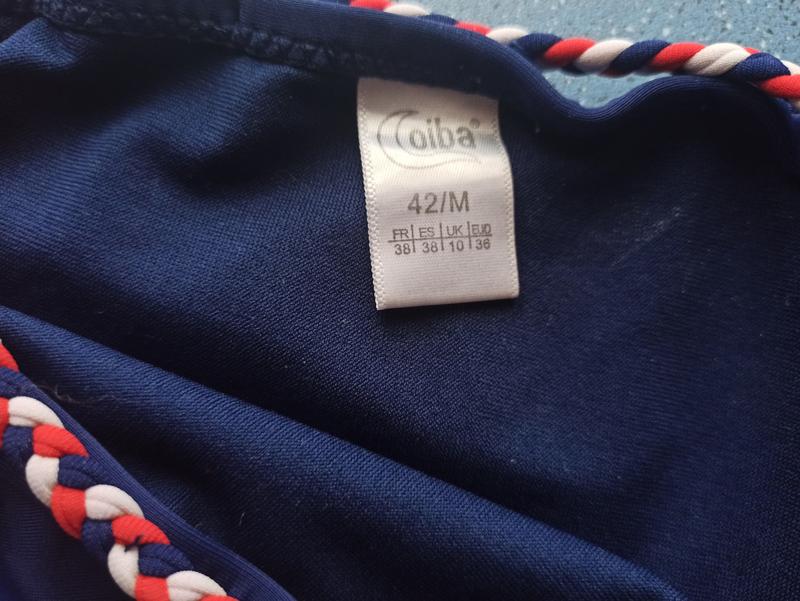 Coiba®
42/M
FR ES UK EUD
38 38 10 36